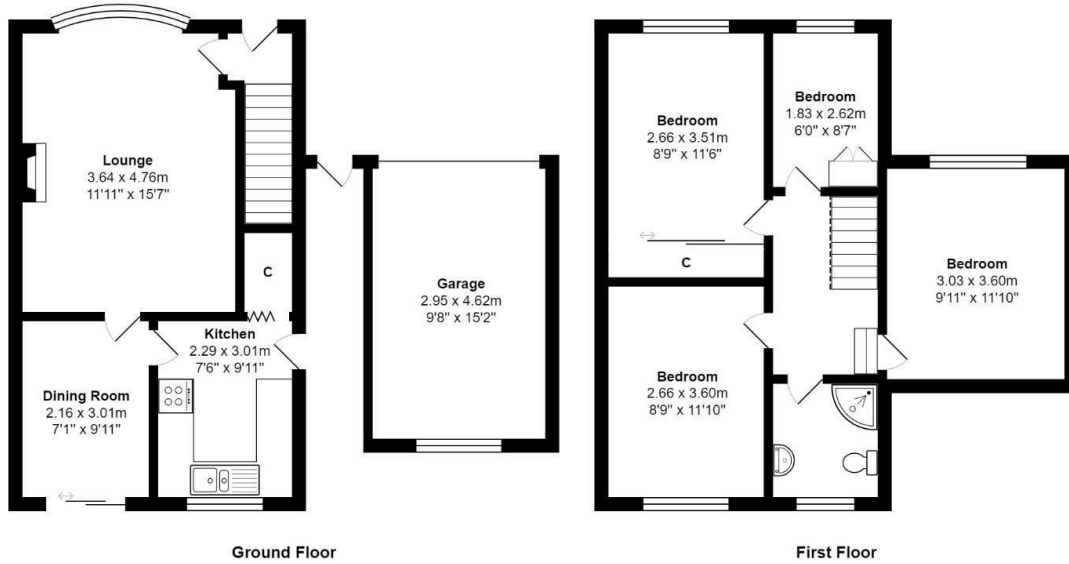 Lounge
3.64 x 4.76m
11'11" x 15'7"
C
Kitchen
2.29 x 3.01m
7'6" x 9'11"
Dining Room
2.16 x 3.01m
7'1" x 9'11"
Garage
2.95 x 4.62m
9'8" x 15'2"
Ground Floor
Bedroom
2.66 x 3.51m
8'9" x 11'6"
C
Bedroom
1.83 x 2.62m
6'0" x 8'7"
Bedroom
3.03 x 3.60m
9'11" x 11'10"
Bedroom
2.66 x 3.60m
8'9" x 11'10"
First Floor